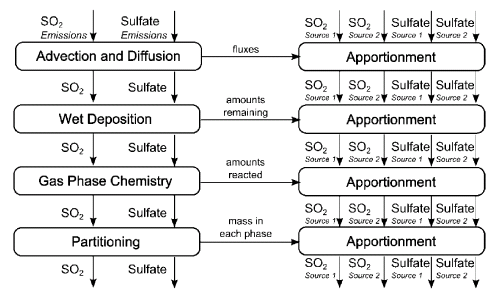 SO2 Sulfate SO2 SO2 Sulfate Sulfate
Emissions Emissions Source 1 Source 2 Source 1 Source 2
Advection and Diffusion fluxes Apportionment
SO2 Sulfate SO2 SO2 Sulfate Sulfate
Source 1 Source 2 Source 1 Source 2
Wet Deposition amounts remaining Apportionment
SO2 Sulfate SO2 SO2 Sulfate Sulfate
Source 1 Source 2 Source 1 Source 2
Gas Phase Chemistry amounts reacted Apportionment
SO2 Sulfate SO2 SO2 Sulfate Sulfate
Source 1 Source 2 Source 1 Source 2
Partitioning mass in each phase Apportionment
SO2 Sulfate SO2 SO2 Sulfate Sulfate
Source 1 Source 2 Source 1 Source 2